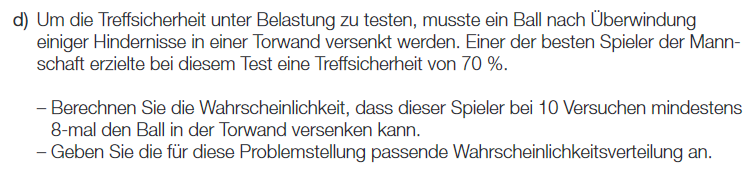 d) Um die Treffsicherheit unter Belastung zu testen, musste ein Ball nach Überwindung
einiger Hindernisse in einer Torwand versenkt werden. Einer der besten Spieler der Mann-
schaft erzielte bei diesem Test eine Treffsicherheit von 70 %.
– Berechnen Sie die Wahrscheinlichkeit, dass dieser Spieler bei 10 Versuchen mindestens
8-mal den Ball in der Torwand versenken kann.
– Geben Sie die für diese Problemstellung passende Wahrscheinlichkeitsverteilung an.